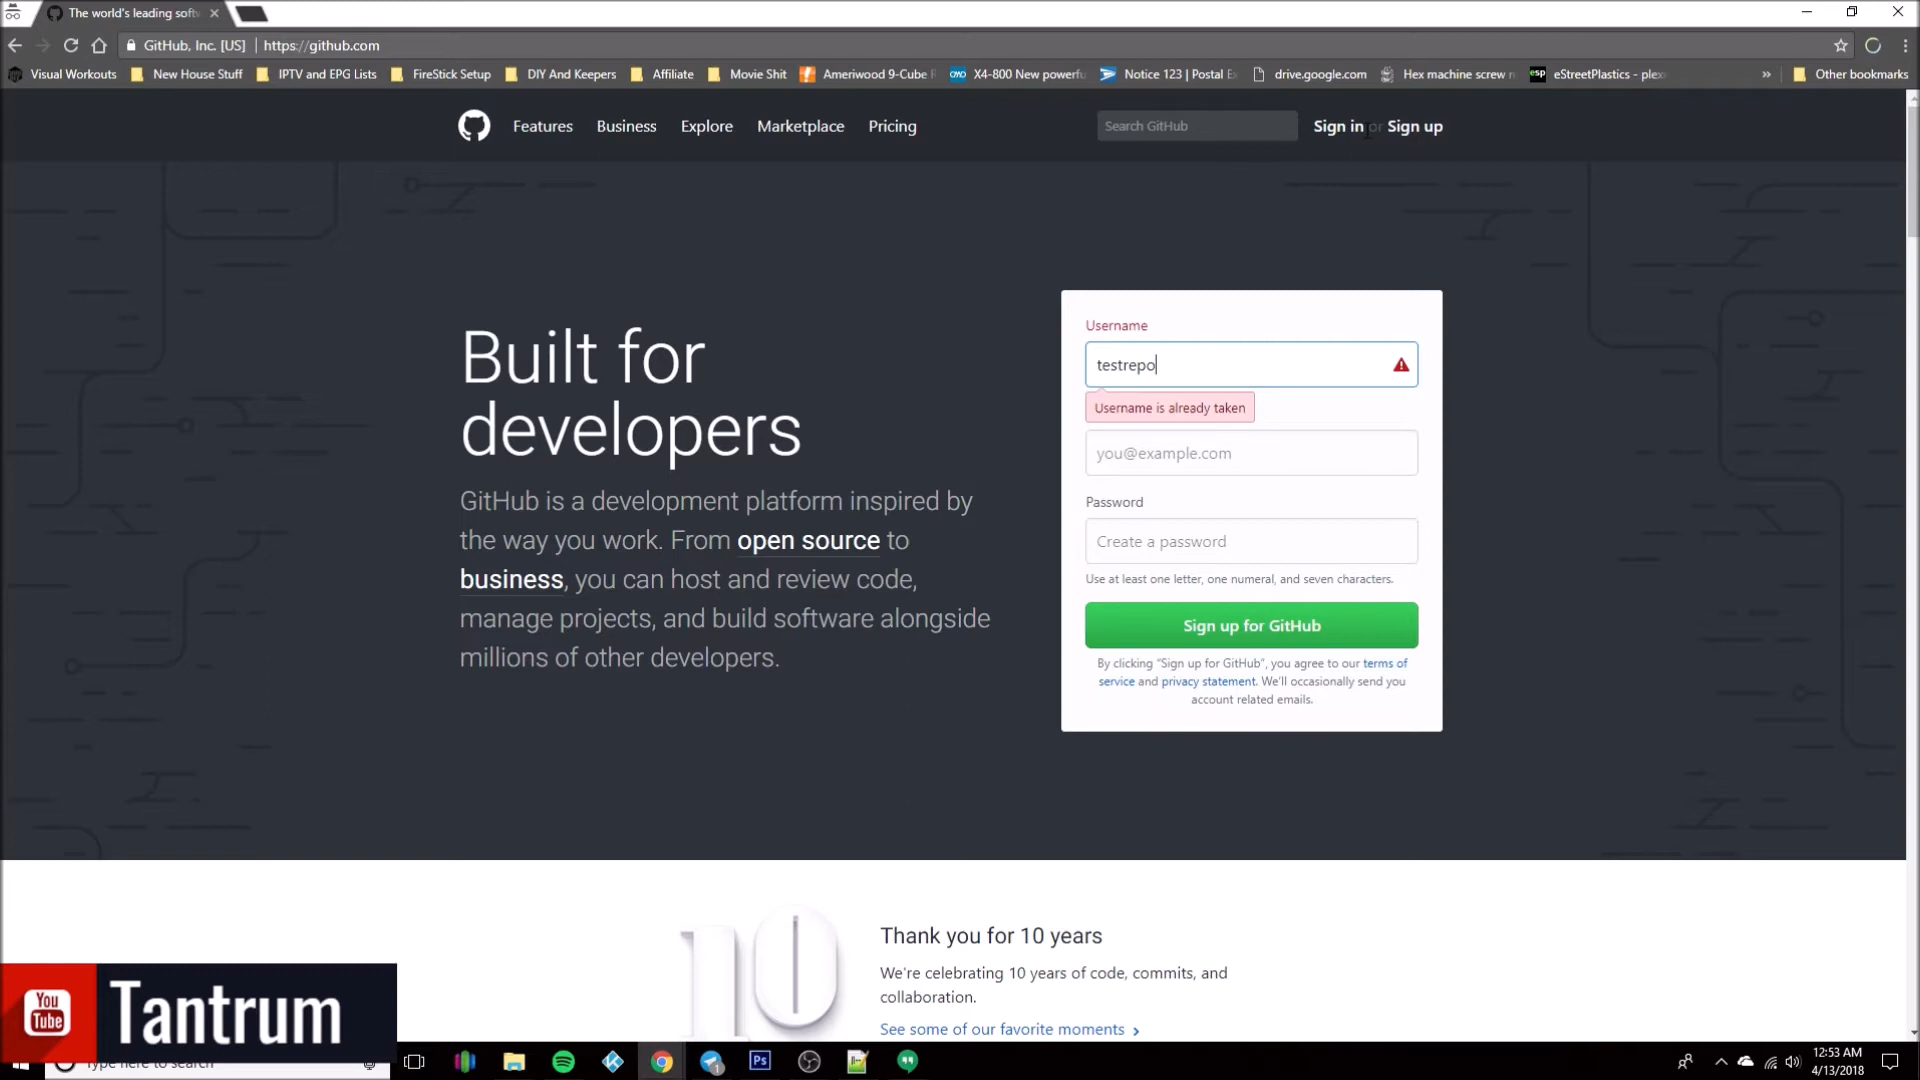 The world's leading soft
GitHub, Inc. [US] | https://github.com
Visual Workouts New House Stuff IPTV and EPG Lists FireStick Setup DIY And Keepers Affiliate Movie Shit Ameriwood 9-Cube X4-800 New powerfu Notice 123 | Postal E drive.google.com Hex machine screw n eStreetPlastics - plex » Other bookmarks
Features Business Explore Marketplace Pricing Search GitHub Sign in or Sign up
Username
testrepo
Username is already taken
you@example.com
Password
Create a password
Use at least one letter, one numeral, and seven characters.
Sign up for GitHub
By clicking “Sign up for GitHub”, you agree to our terms of
service and privacy statement. We’ll occasionally send you
account related emails.
Built for
developers
GitHub is a development platform inspired by
the way you work. From open source to
business, you can host and review code,
manage projects, and build software alongside
millions of other developers.
10
Thank you for 10 years
We're celebrating 10 years of code, commits, and
collaboration.
See some of our favorite moments
You
Tube
Tantrum
Type here to search
Ps
12:53 AM
4/13/2018